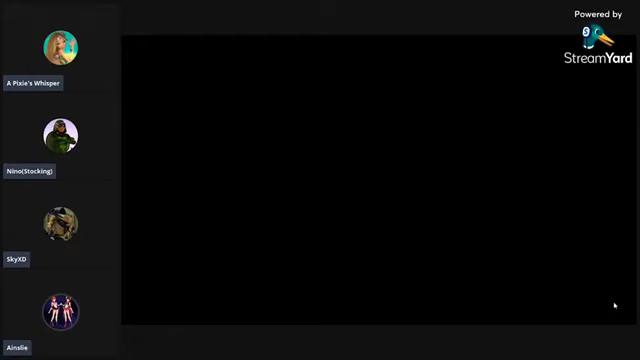 Powered by
StreamYard
A Pixie's Whisper
Nino(Stocking)
SkyXD
Ainslie